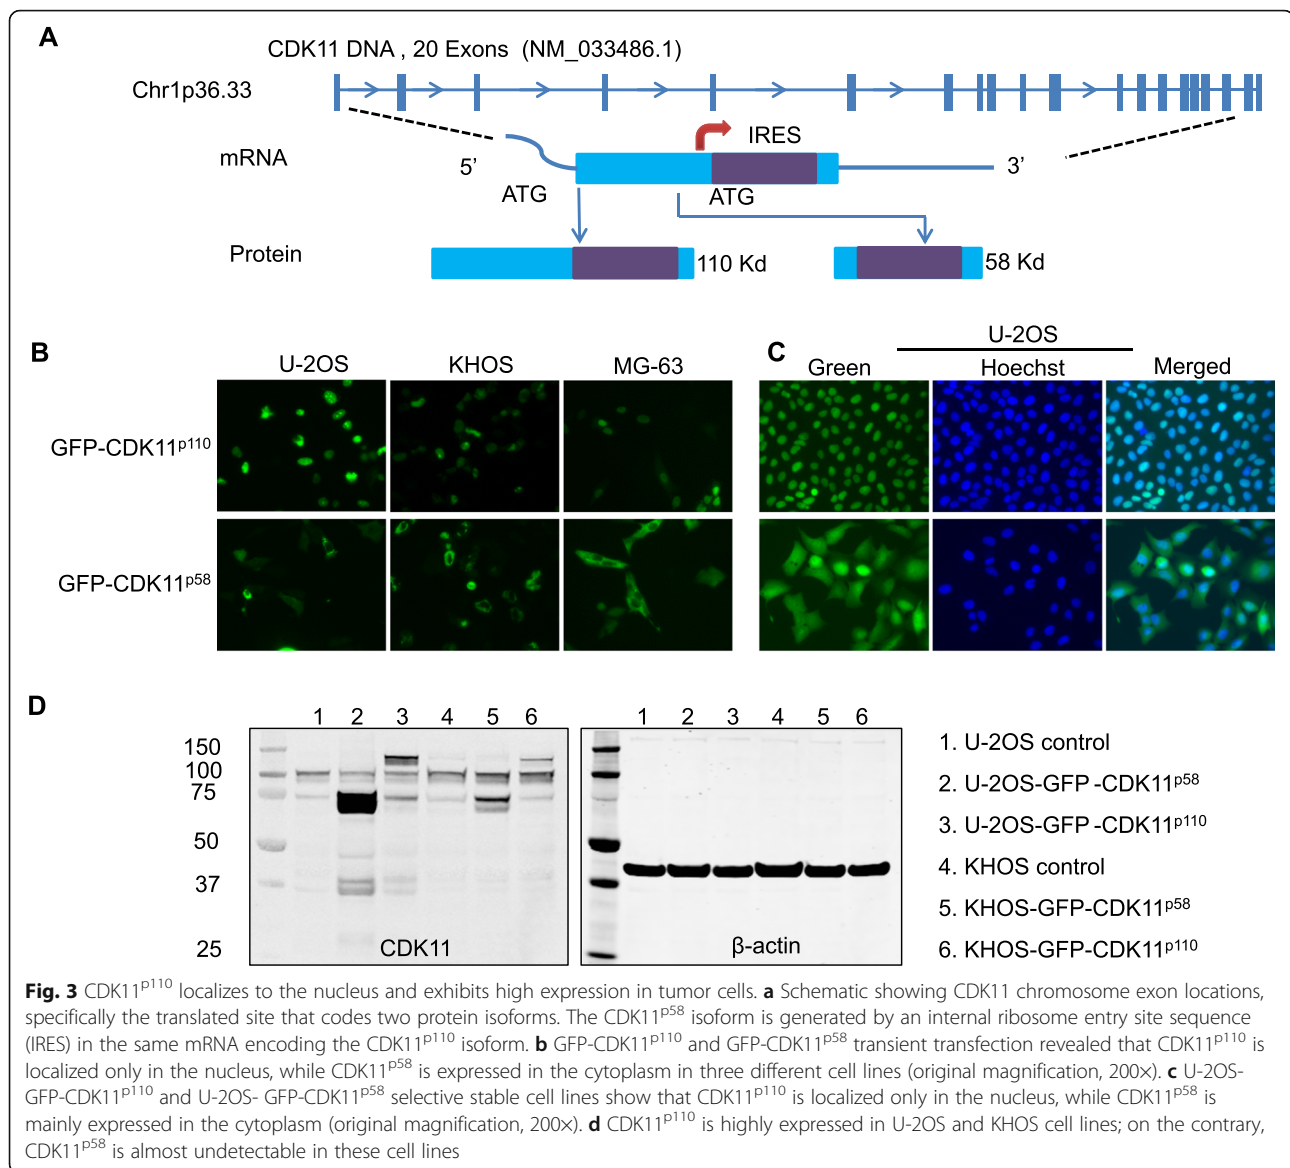 A
CDK11 DNA , 20 Exons (NM_033486.1)
Chr1p36.33
mRNA
5’
IRES
3’
ATG
ATG
Protein
110 Kd
58 Kd
B
U-2OS
KHOS
MG-63
GFP-CDK11p110
GFP-CDK11p58
C
U-2OS
Green
Hoechst
Merged
D
1 2 3 4 5 6
1 2 3 4 5 6
150
100
75
50
37
25
CDK11
β-actin
1. U-2OS control
2. U-2OS-GFP -CDK11p58
3. U-2OS-GFP -CDK11p110
4. KHOS control
5. KHOS-GFP-CDK11p58
6. KHOS-GFP-CDK11p110
Fig. 3 CDK11p110 localizes to the nucleus and exhibits high expression in tumor cells. a Schematic showing CDK11 chromosome exon locations,
specifically the translated site that codes two protein isoforms. The CDK11p58 isoform is generated by an internal ribosome entry site sequence
(IRES) in the same mRNA encoding the CDK11p110 isoform. b GFP-CDK11p110 and GFP-CDK11p58 transient transfection revealed that CDK11p110 is
localized only in the nucleus, while CDK11p58 is expressed in the cytoplasm in three different cell lines (original magnification, 200×). c U-2OS-
GFP-CDK11p110 and U-2OS- GFP-CDK11p58 selective stable cell lines show that CDK11p110 is localized only in the nucleus, while CDK11p58 is
mainly expressed in the cytoplasm (original magnification, 200×). d CDK11p110 is highly expressed in U-2OS and KHOS cell lines; on the contrary,
CDK11p58 is almost undetectable in these cell lines